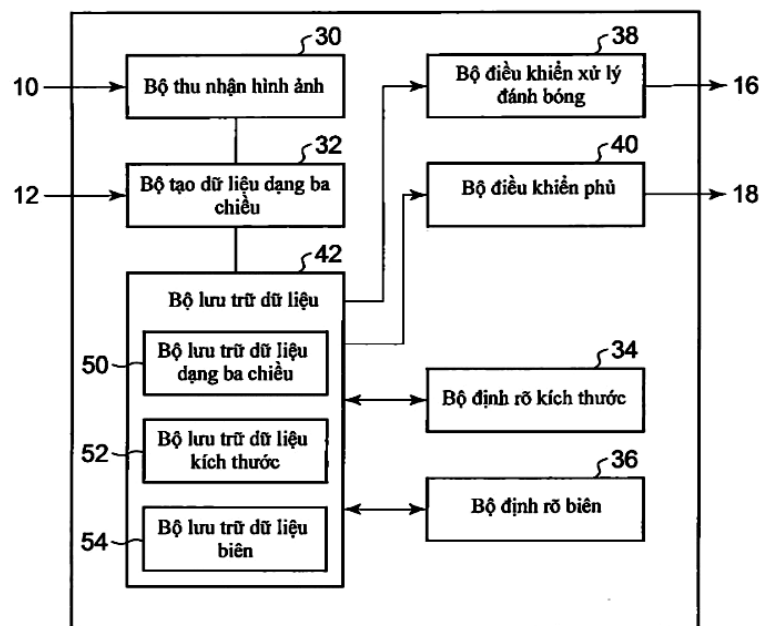 30
10
Bộ thu nhận hình ảnh
32
12
Bộ tạo dữ liệu dạng ba
chiều
42
Bộ lưu trữ dữ liệu
50
Bộ lưu trữ dữ liệu
dạng ba chiều
52
Bộ lưu trữ dữ liệu
kích thước
54
Bộ lưu trữ dữ liệu
biên
38
Bộ điều khiển xử lý
đánh bóng
16
40
Bộ điều khiển phủ
18
34
Bộ định rõ kích thước
36
Bộ định rõ biên